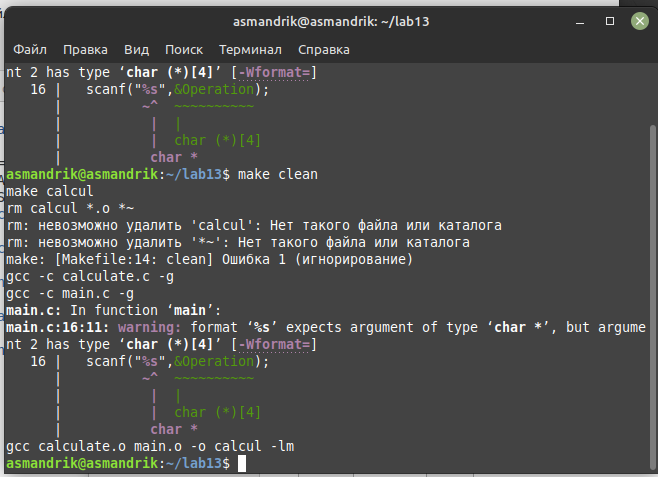 asmandrik@asmandrik: ~/lab13
Файл Правка Вид Поиск Терминал Справка
nt 2 has type ‘char (*)[4]’ [-Wformat=]
   16 |   scanf("%s",&Operation);
      |          ~^  ~~~~~~~~~~
      |           |  |
      |           |  char (*)[4]
      |           char *
asmandrik@asmandrik:~/lab13$ make clean
make calcul
rm calcul *.o *~
rm: невозможно удалить 'calcul': Нет такого файла или каталога
rm: невозможно удалить '*~': Нет такого файла или каталога
make: [Makefile:14: clean] Ошибка 1 (игнорирование)
gcc -c calculate.c -g
gcc -c main.c -g
main.c: In function ‘main’:
main.c:16:11: warning: format ‘%s’ expects argument of type ‘char *’, but argume
nt 2 has type ‘char (*)[4]’ [-Wformat=]
   16 |   scanf("%s",&Operation);
      |          ~^  ~~~~~~~~~~
      |           |  |
      |           |  char (*)[4]
      |           char *
gcc calculate.o main.o -o calcul -lm
asmandrik@asmandrik:~/lab13$